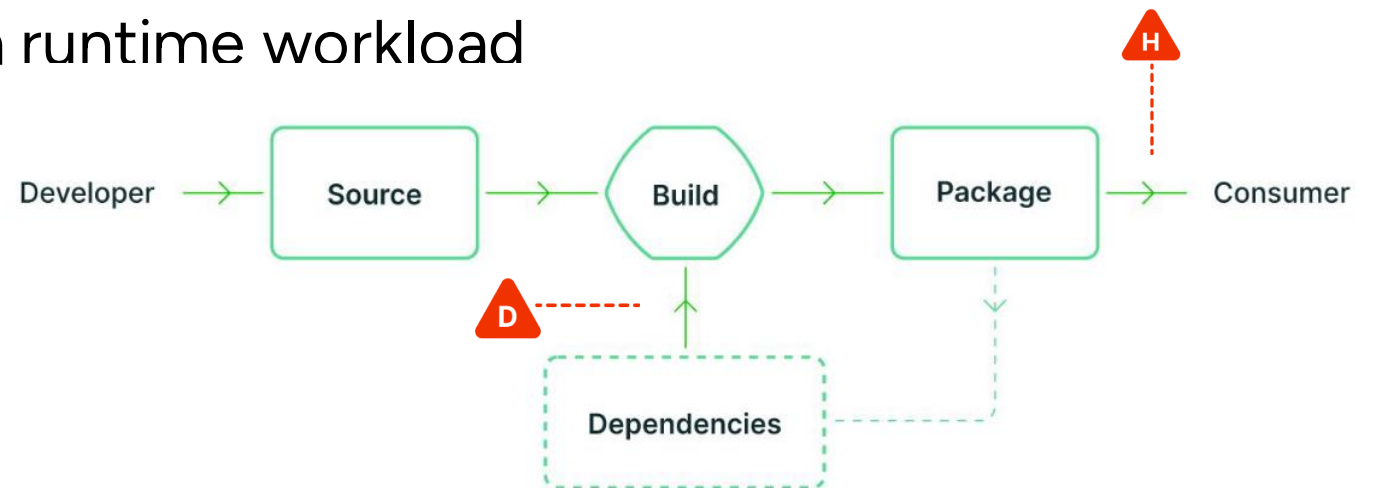 runtime workload
H
Developer
Source
Build
Package
Consumer
D
Dependencies